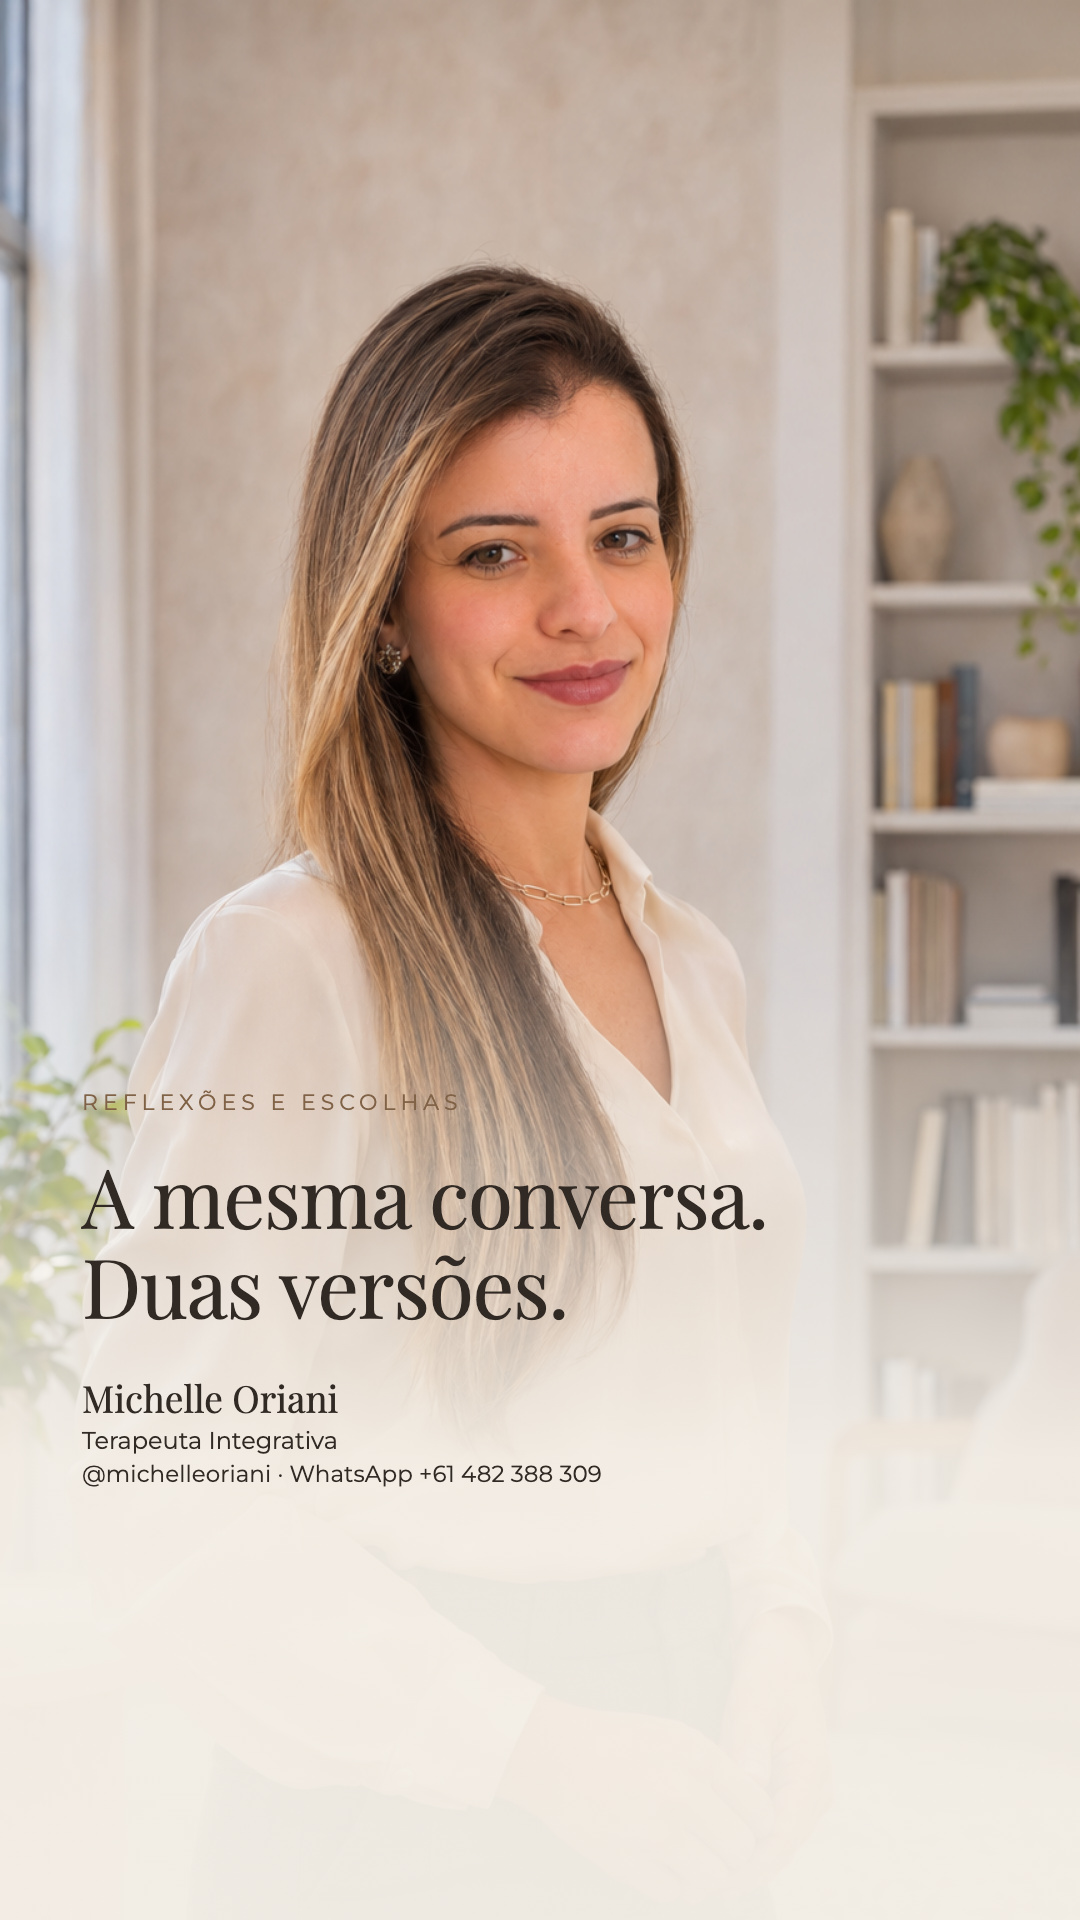 REFLEXÕES E ESCOLHAS
A mesma conversa.
Duas versões.
Michelle Oriani
Terapeuta Integrativa
@michelleoriani · WhatsApp +61 482 388 309